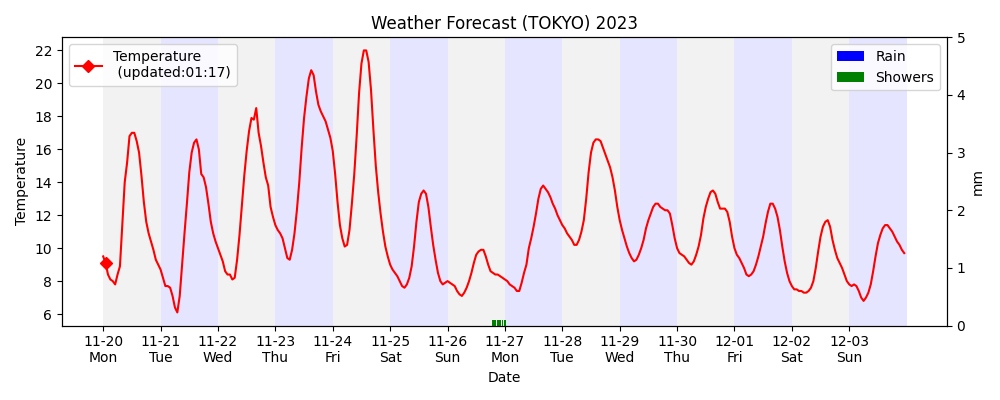 Weather Forecast (TOKYO) 2023
Temperature
(updated:01:17)
Rain
Showers
22
20
18
16
14
12
10
8
6
Temperature
5
4
3
2
1
0
mm
11-20 11-21 11-22 11-23 11-24 11-25 11-26 11-27 11-28 11-29 11-30 12-01 12-02 12-03
Mon Tue Wed Thu Fri Sat Sun Mon Tue Wed Thu Fri Sat Sun
Date